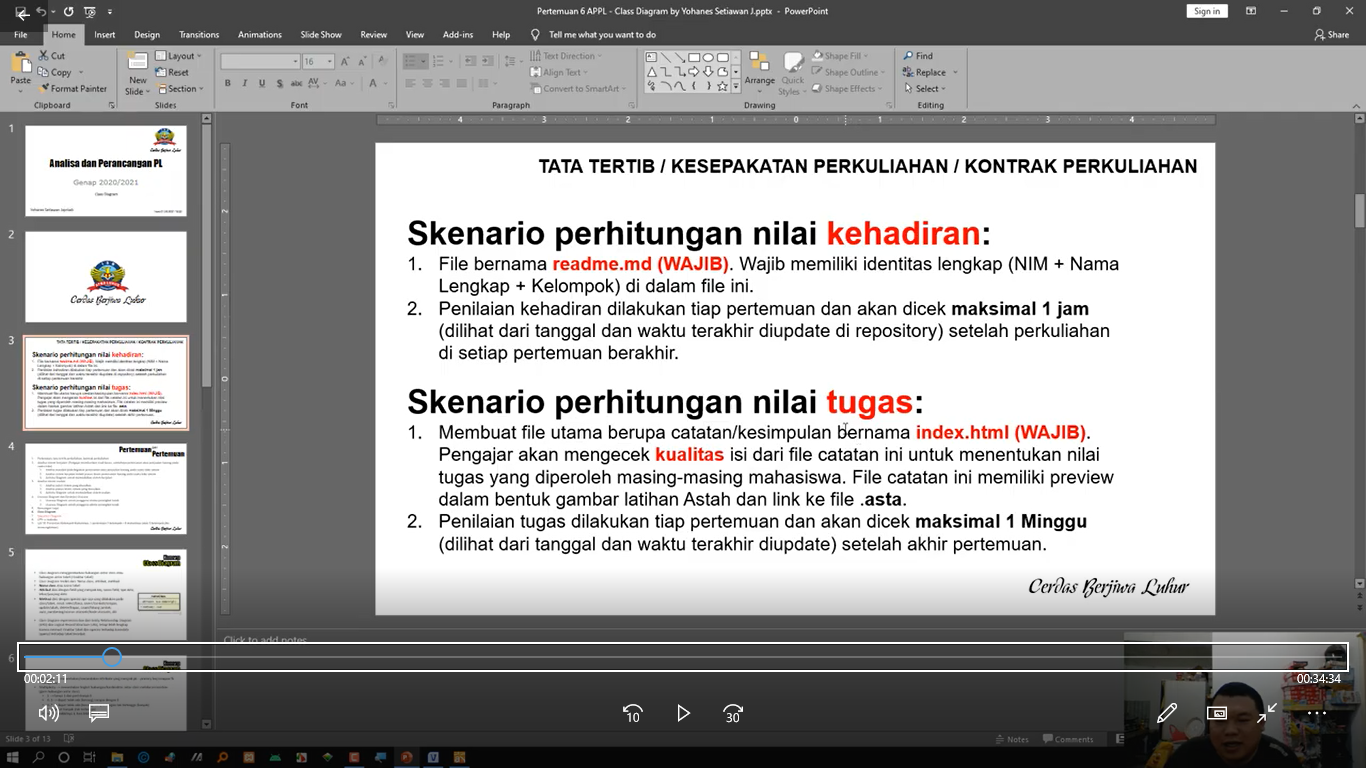 Pertemuan 6 APPL - Class Diagram by Yohanes Setiawan J.pptx - PowerPoint
Sign in
File Home Insert Design Transitions Animations Slide Show Review View Add-ins Help Tell me what you want to do
Share
Paste
Cut
Copy
Format Painter
Clipboard
New Slide
Layout
Reset
Section
Slides
16
Font
Text Direction
Align Text
Convert to SmartArt
Paragraph
Arrange
Quick Styles
Shape Fill
Shape Outline
Shape Effects
Drawing
Find
Replace
Select
Editing
1
Analisa dan Perancangan PL
Genap 2020/2021
Class Diagram
2
Cerdas Berjiwa Luhur
3
4
Pertemuan
5
Class Diagram
6
TATA TERTIB / KESEPAKATAN PERKULIAHAN / KONTRAK PERKULIAHAN
Skenario perhitungan nilai kehadiran:
1. File bernama readme.md (WAJIB). Wajib memiliki identitas lengkap (NIM + Nama
Lengkap + Kelompok) di dalam file ini.
2. Penilaian kehadiran dilakukan tiap pertemuan dan akan dicek maksimal 1 jam
(dilihat dari tanggal dan waktu terakhir diupdate di repository) setelah perkuliahan
di setiap pertemuan berakhir.
Skenario perhitungan nilai tugas:
1. Membuat file utama berupa catatan/kesimpulan bernama index.html (WAJIB).
Pengajar akan mengecek kualitas isi dari file catatan ini untuk menentukan nilai
tugas yang diperoleh masing-masing mahasiswa. File catatan ini memiliki preview
dalam bentuk gambar latihan Astah dan link ke file .asta.
2. Penilaian tugas dilakukan tiap pertemuan dan akan dicek maksimal 1 Minggu
(dilihat dari tanggal dan waktu terakhir diupdate) setelah akhir pertemuan.
Cerdas Berjiwa Luhur
Click to add notes
00:02:11
00:34:34
10
30
Slide 3 of 13
Notes
Comments